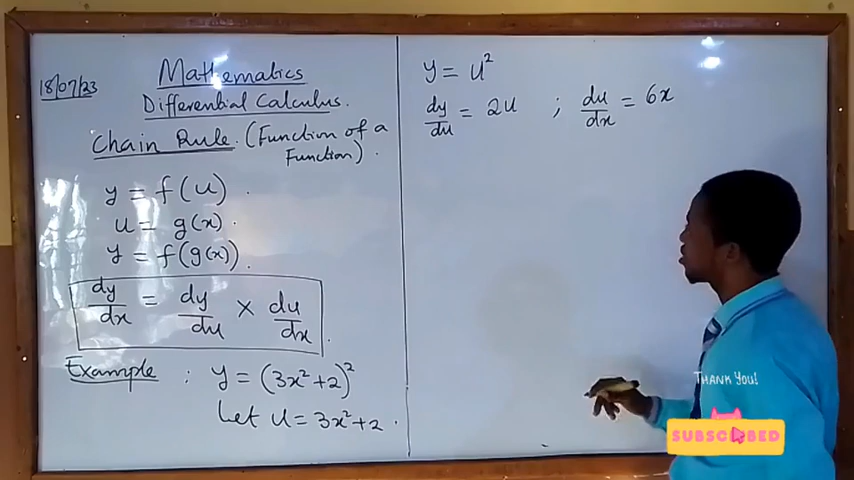 18/07/23
Mathematics
Differential Calculus.
Chain Rule. (Function of a
Function).
y = f(u).
u = g(x).
y = f(g(x)).
dy/dx = dy/du × du/dx.
Example : y = (3x²+2)²
Let u = 3x²+2.
y = u²
dy/du = 2u ; du/dx = 6x
THANK YOU!
SUBSCRIBED